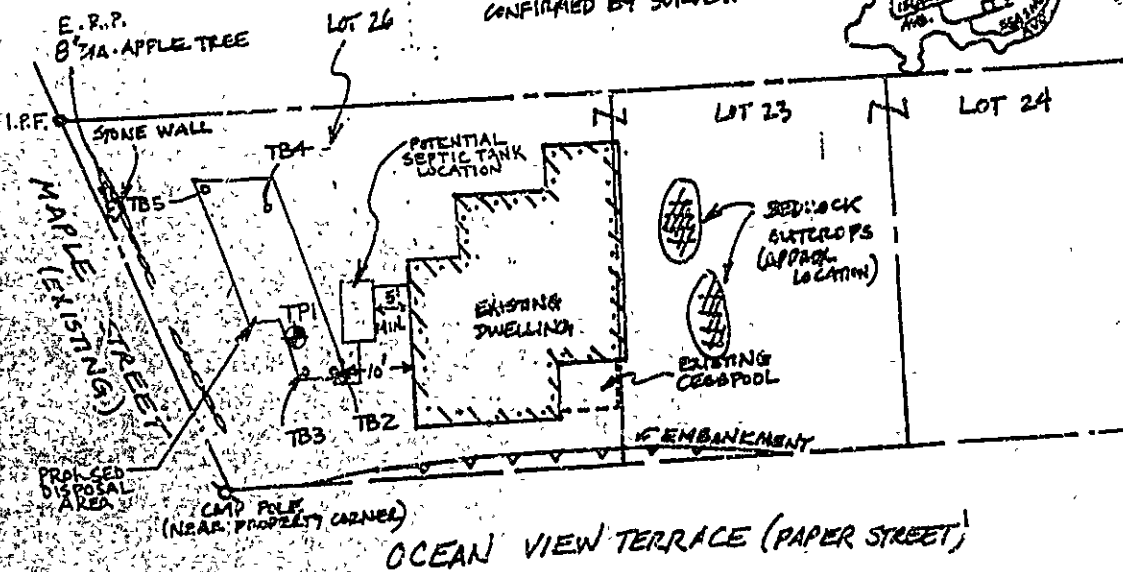 CONFIRMED BY SURVEY
E.R.P.
8" DIA. APPLE TREE
LOT 26
AVE.
AVE
I.P.F.
STONE WALL
TB4
POTENTIAL
SEPTIC TANK
LOCATION
LOT 23
LOT 24
TB5
MAPLE STREET
(EXISTING)
BEDROCK
OUTCROPS
(APPROX.
LOCATION)
TP1
5'
MIN.
EXISTING
DWELLING
10'
EXISTING
CESSPOOL
TB3
TB2
EMBANKMENT
PROPOSED
DISPOSAL
AREA
CMP POLE
(NEAR PROPERTY CORNER)
OCEAN VIEW TERRACE (PAPER STREET)